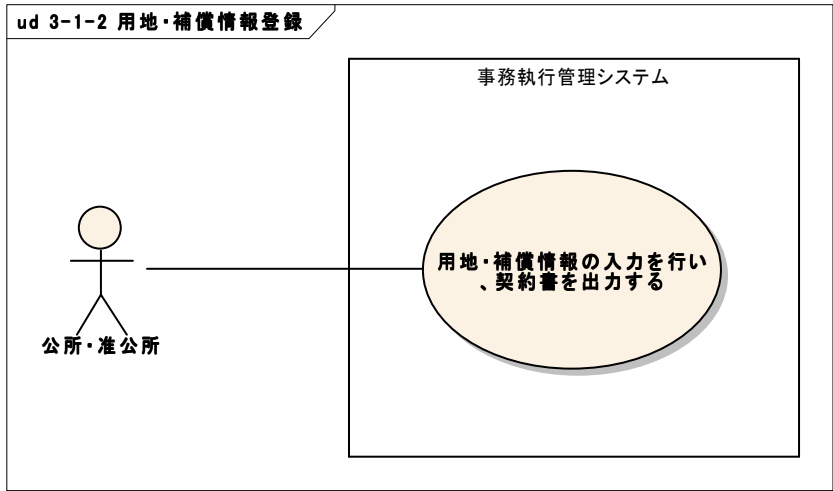 ud 3-1-2 用地・補償情報登録
事務執行管理システム
用地・補償情報の入力を行い
、契約書を出力する
公所・准公所